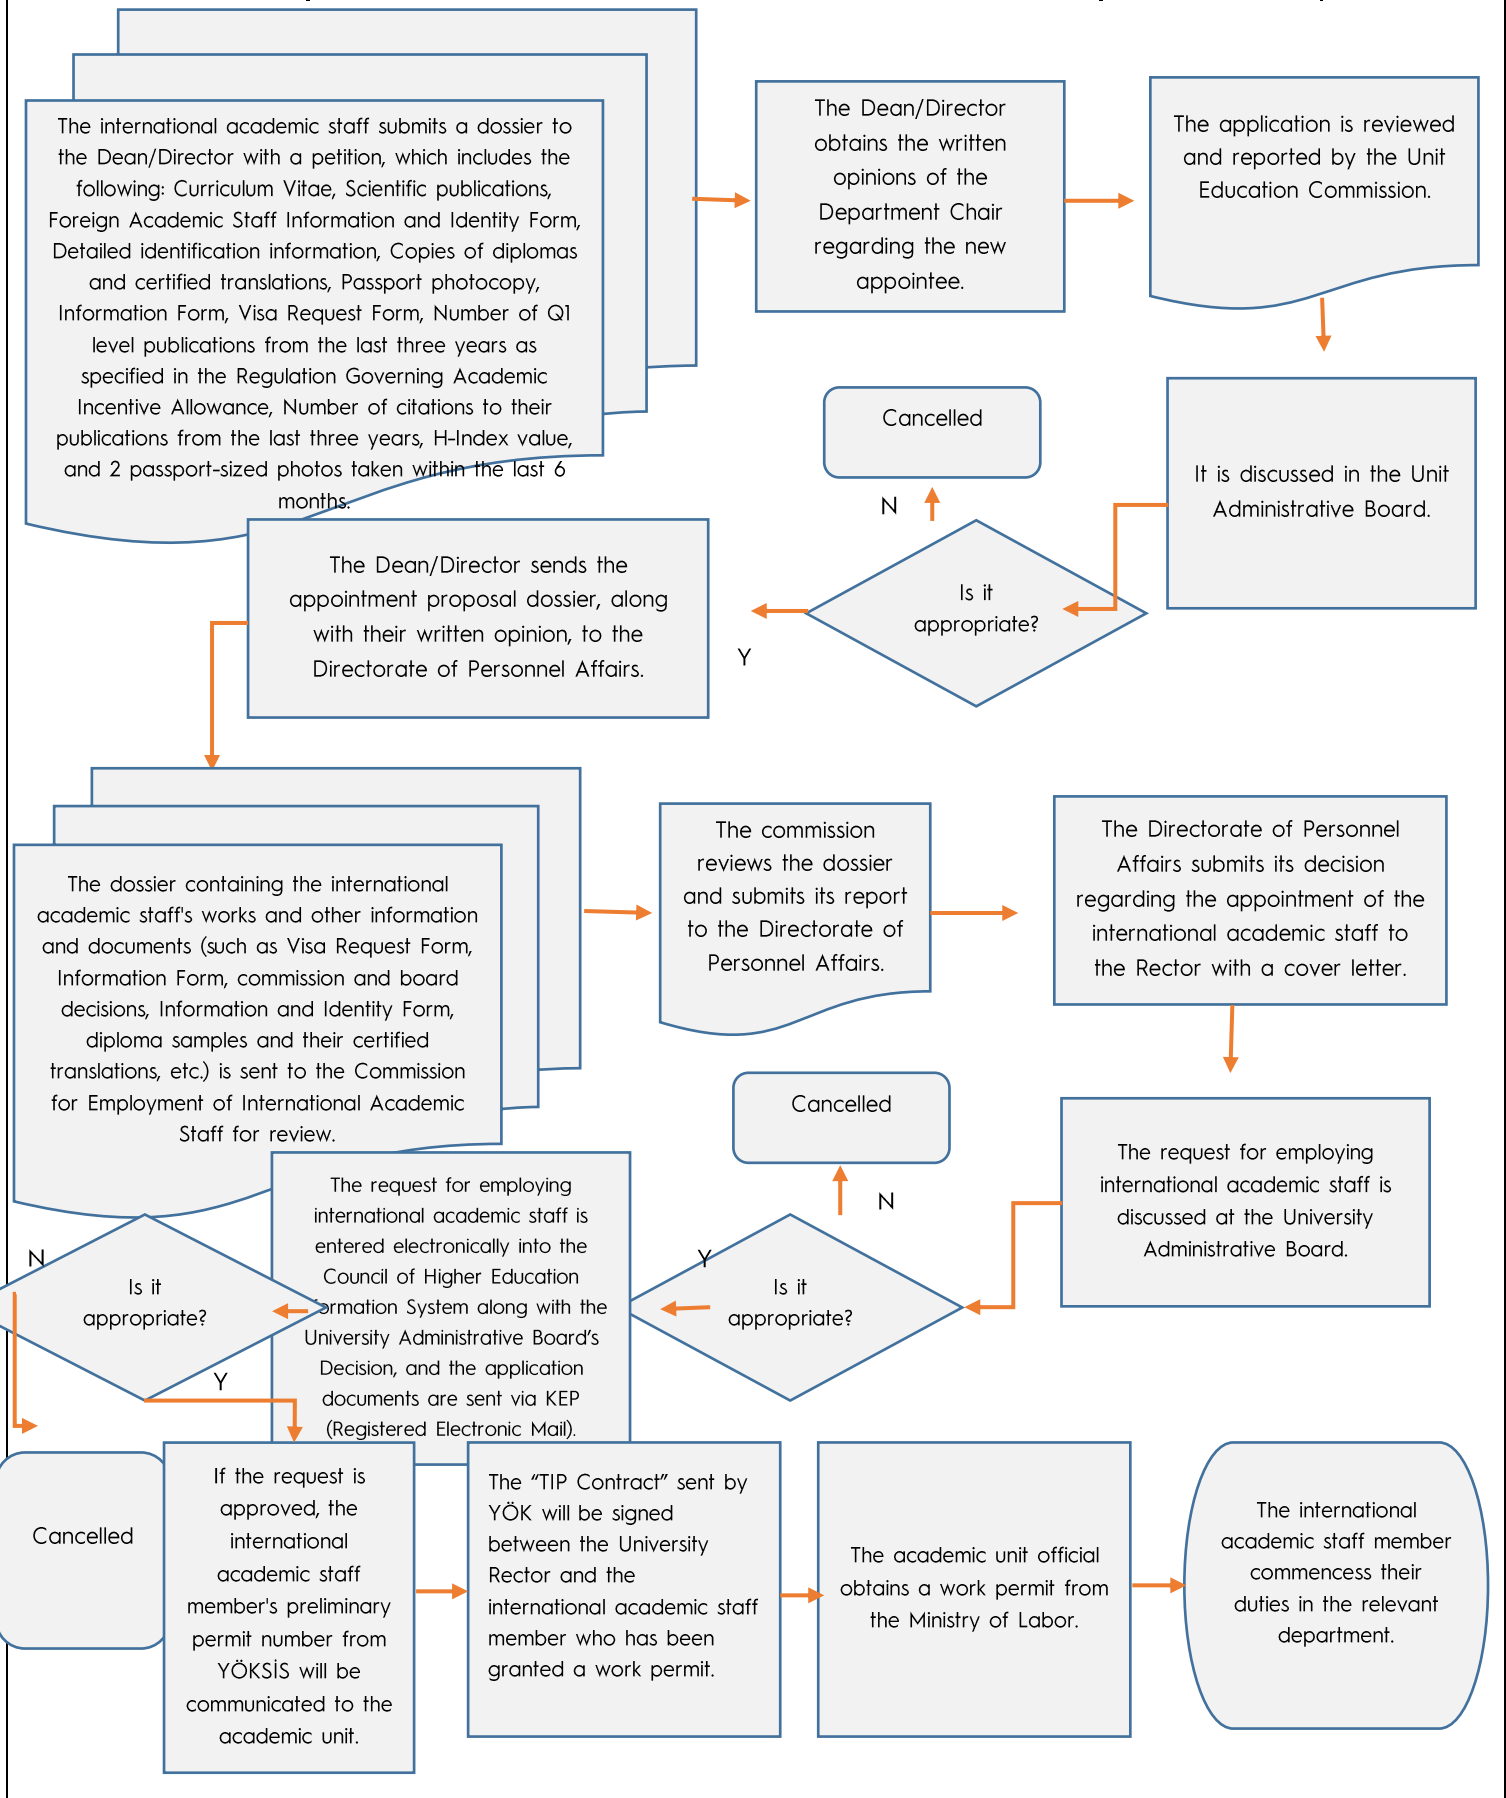 The international academic staff submits a dossier to
the Dean/Director with a petition, which includes the
following: Curriculum Vitae, Scientific publications,
Foreign Academic Staff Information and Identity Form,
Detailed identification information, Copies of diplomas
and certified translations, Passport photocopy,
Information Form, Visa Request Form, Number of Q1
level publications from the last three years as
specified in the Regulation Governing Academic
Incentive Allowance, Number of citations to their
publications from the last three years, H-Index value,
and 2 passport-sized photos taken within the last 6
months.
The Dean/Director
obtains the written
opinions of the
Department Chair
regarding the new
appointee.
The application is reviewed
and reported by the Unit
Education Commission.
It is discussed in the Unit
Administrative Board.
Cancelled
N
Is it
appropriate?
Y
The Dean/Director sends the
appointment proposal dossier, along
with their written opinion, to the
Directorate of Personnel Affairs.
The dossier containing the international
academic staff's works and other information
and documents (such as Visa Request Form,
Information Form, commission and board
decisions, Information and Identity Form,
diploma samples and their certified
translations, etc.) is sent to the Commission
for Employment of International Academic
Staff for review.
The commission
reviews the dossier
and submits its report
to the Directorate of
Personnel Affairs.
The Directorate of Personnel
Affairs submits its decision
regarding the appointment of the
international academic staff to
the Rector with a cover letter.
The request for employing
international academic staff is
discussed at the University
Administrative Board.
Cancelled
N
Is it
appropriate?
Y
The request for employing
international academic staff is
entered electronically into the
Council of Higher Education
formation System along with the
University Administrative Board’s
Decision, and the application
documents are sent via KEP
(Registered Electronic Mail).
N
Is it
appropriate?
Y
Cancelled
If the request is
approved, the
international
academic staff
member's preliminary
permit number from
YÖKSİS will be
communicated to the
academic unit.
The “TIP Contract” sent by
YÖK will be signed
between the University
Rector and the
international academic staff
member who has been
granted a work permit.
The academic unit official
obtains a work permit from
the Ministry of Labor.
The international
academic staff member
commencess their
duties in the relevant
department.